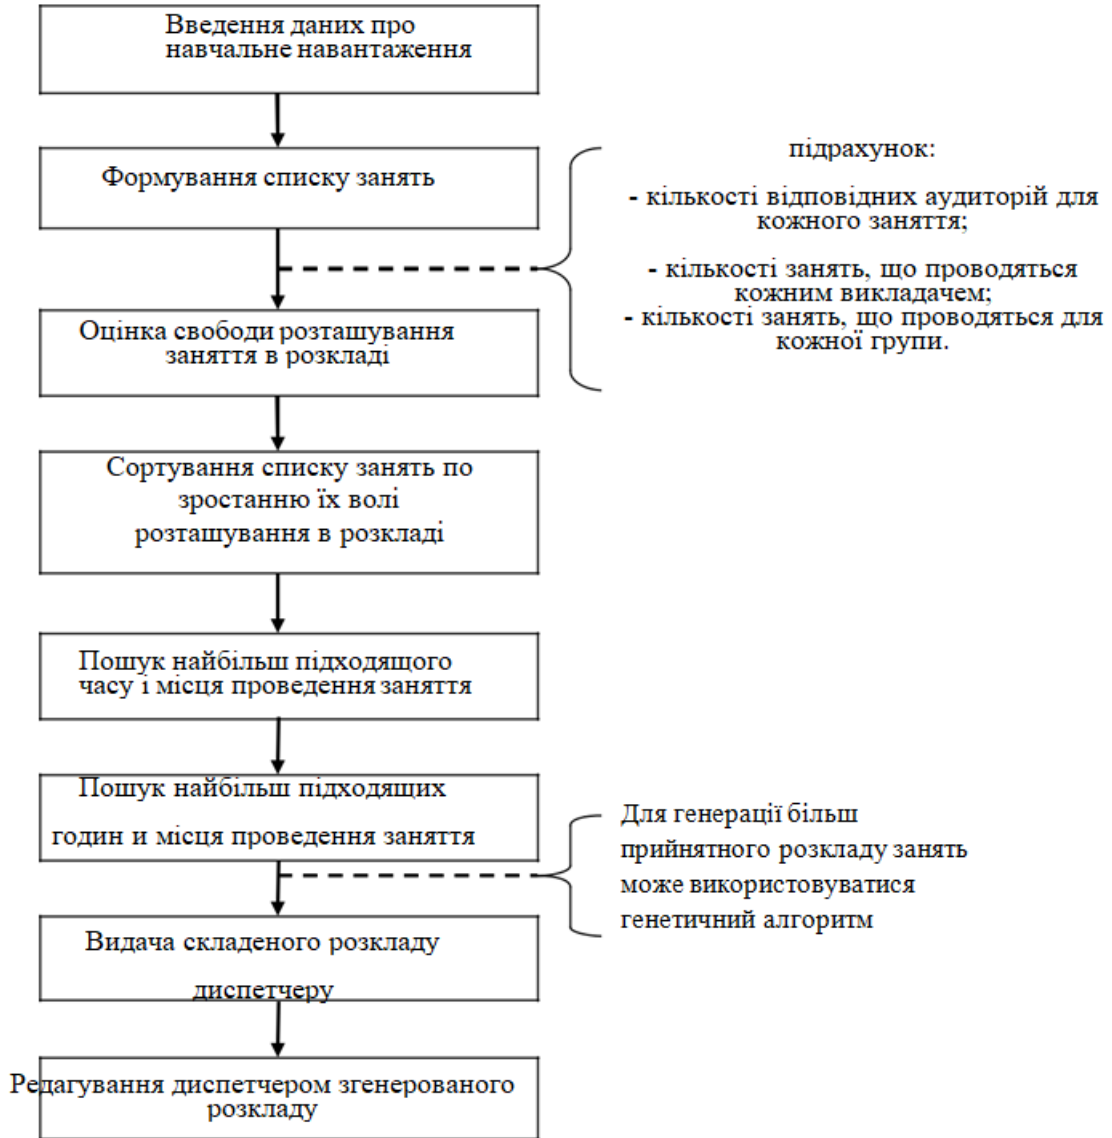 Введення даних про
навчальне навантаження
Формування списку занять
підрахунок:
- кількості відповідних аудиторій для
кожного заняття;
- кількості занять, що проводяться
кожним викладачем;
- кількості занять, що проводяться для
кожної групи.
Оцінка свободи розташування
заняття в розкладі
Сортування списку занять по
зростанню їх волі
розташування в розкладі
Пошук найбільш підходящого
часу і місця проведення заняття
Пошук найбільш підходящих
годин и місця проведення заняття
Для генерації більш
прийнятного розкладу занять
може використовуватися
генетичний алгоритм
Видача складеного розкладу
диспетчеру
Редагування диспетчером згенерованого
розкладу